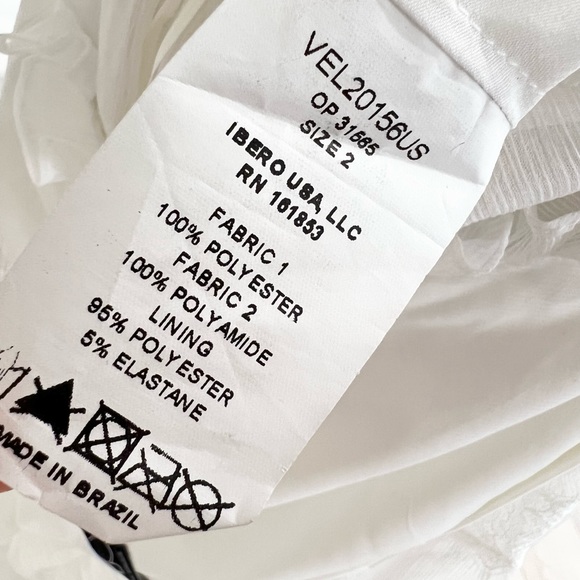 VEL20156US
OP 31565
SIZE 2
IBERO USA, LLC
RN 161853
FABRIC 1
100% POLYESTER
FABRIC 2
100% POLYAMIDE
LINING
95% POLYESTER
5% ELASTANE
MADE IN BRAZIL